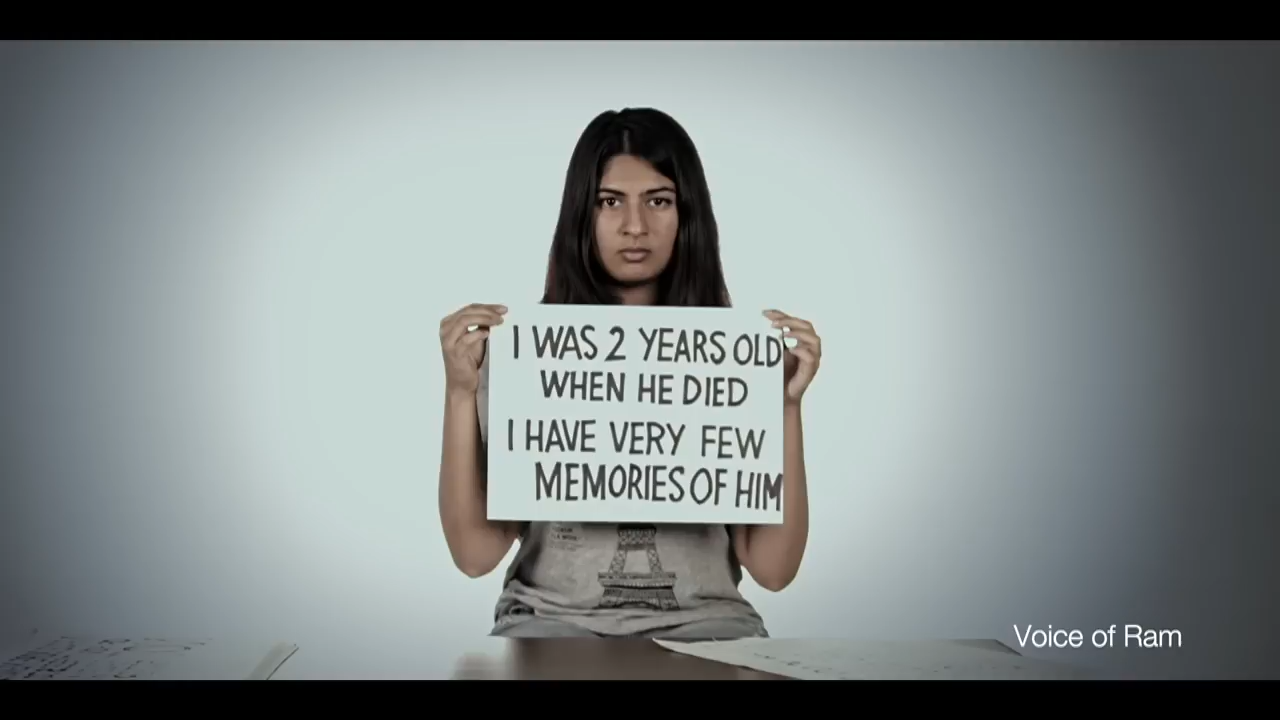 I WAS 2 YEARS OLD
WHEN HE DIED
I HAVE VERY FEW
MEMORIES OF HIM
Voice of Ram